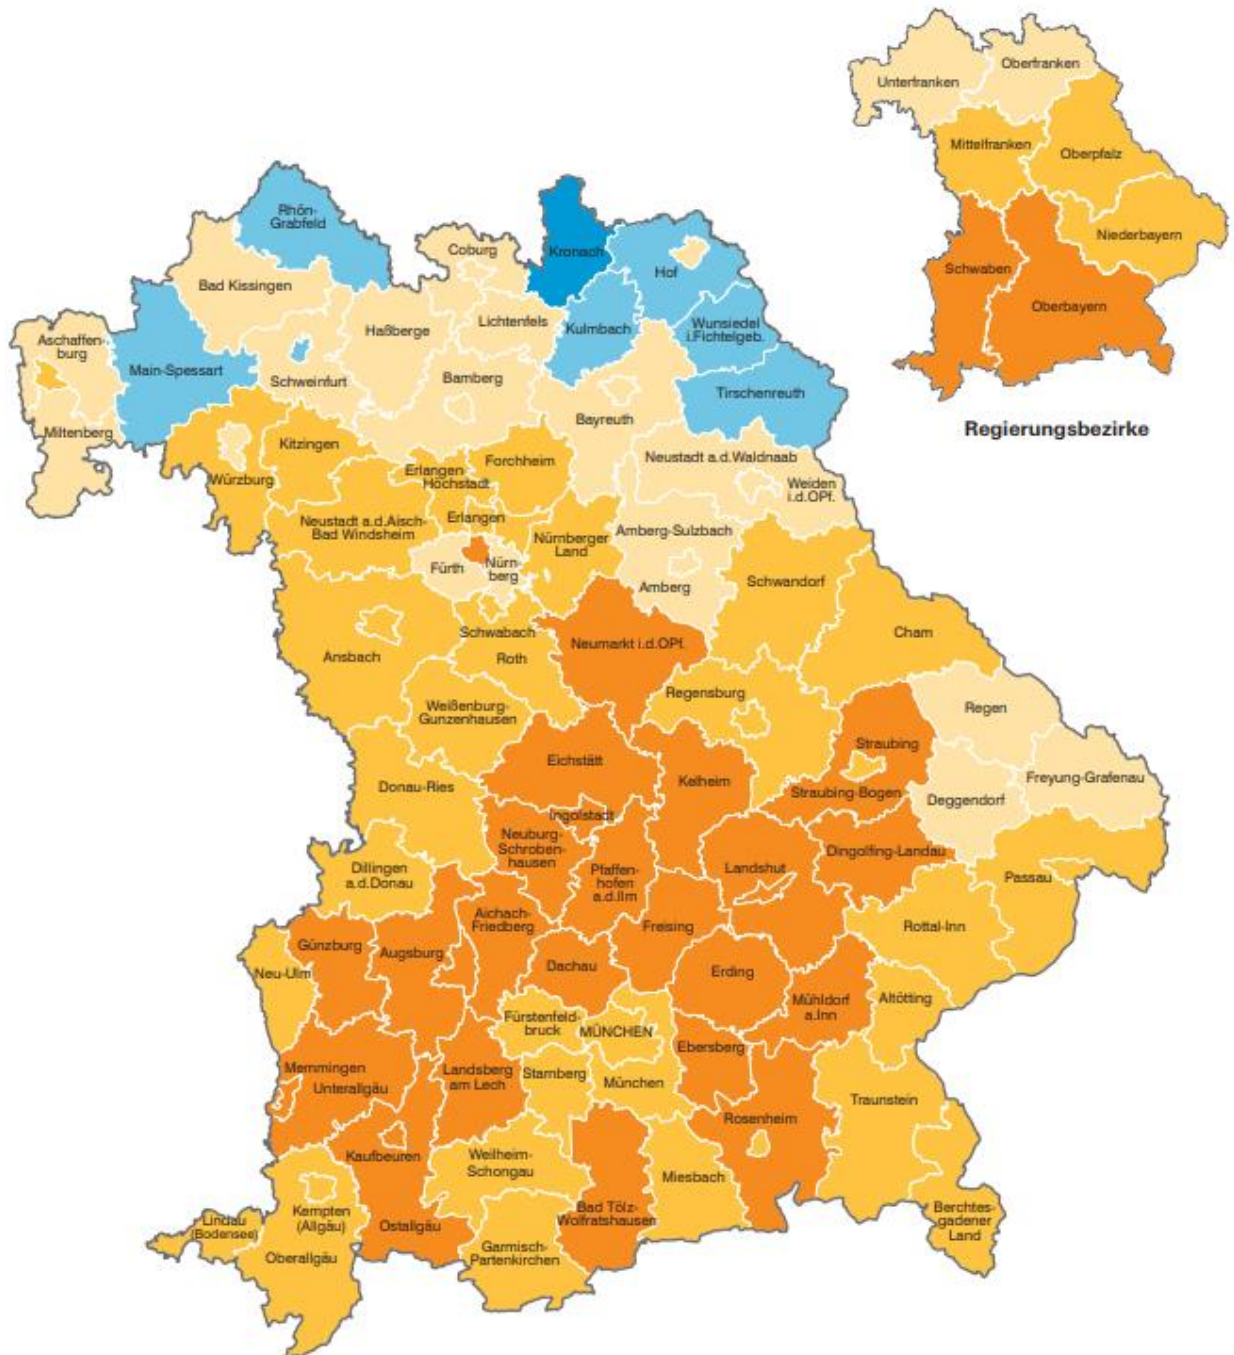 Unterfranken
Oberfranken
Mittelfranken
Oberpfalz
Niederbayern
Schwaben
Oberbayern
Regierungsbezirke
Rhön-
Grabfeld
Kronach
Coburg
Hof
Bad Kissingen
Lichtenfels
Kulmbach
Wunsiedel
i.Fichtelgeb.
Haßberge
Aschaffen-
burg
Main-Spessart
Schweinfurt
Bamberg
Tirschenreuth
Bayreuth
Miltenberg
Kitzingen
Würzburg
Erlangen
Höchstadt
Forchheim
Neustadt a.d.Waldnaab
Weiden
i.d.OPf.
Neustadt a.d.Aisch-
Bad Windsheim
Erlangen
Nürnberger
Land
Amberg-Sulzbach
Fürth
Nürn-
berg
Amberg
Schwandorf
Schwabach
Roth
Neumarkt i.d.OPf.
Cham
Ansbach
Regensburg
Regen
Weißenburg-
Gunzenhausen
Straubing
Eichstätt
Kelheim
Freyung-Grafenau
Donau-Ries
Straubing-Bogen
Deggendorf
Ingolstadt
Neuburg-
Schroben-
hausen
Dingolfing-Landau
Dillingen
a.d.Donau
Pfaffen-
hofen
a.d.Ilm
Landshut
Passau
Aichach-
Friedberg
Freising
Rottal-Inn
Günzburg
Augsburg
Neu-Ulm
Dachau
Erding
Mühldorf
a.Inn
Altötting
Fürstenfeld-
bruck
MÜNCHEN
Ebersberg
Memmingen
Unterallgäu
Landsberg
am Lech
Starnberg
München
Traunstein
Rosenheim
Kaufbeuren
Weilheim-
Schongau
Miesbach
Lindau
(Bodensee)
Kempten
(Allgäu)
Ostallgäu
Bad Tölz-
Wolfratshausen
Berchtes-
gadener
Land
Oberallgäu
Garmisch-
Partenkirchen